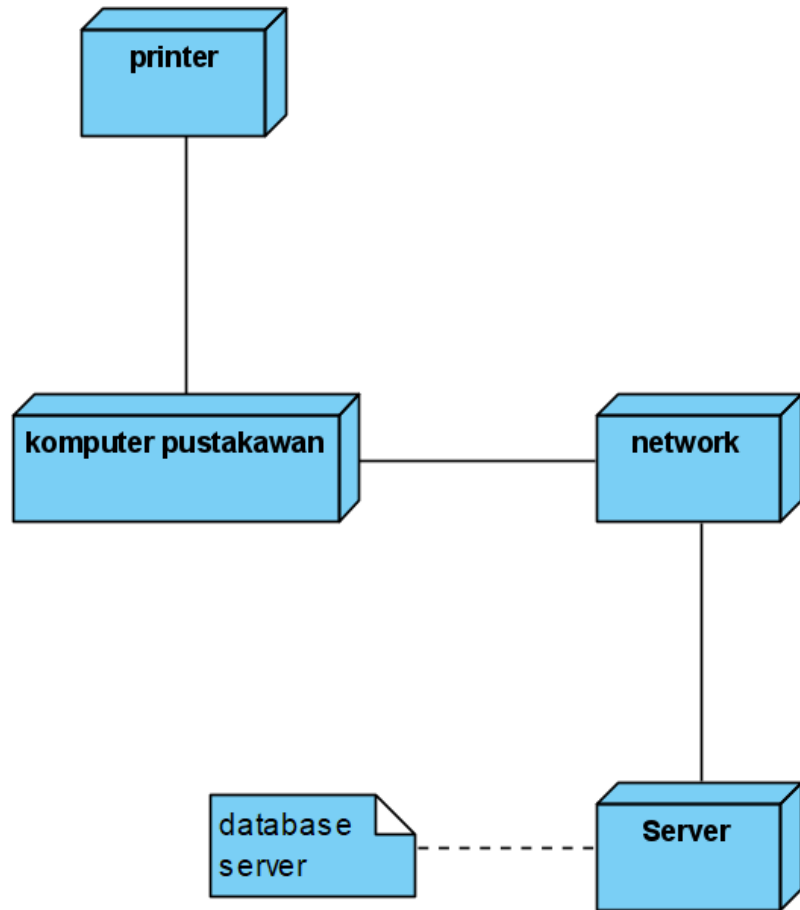 printer
komputer pustakawan
network
Server
database
server